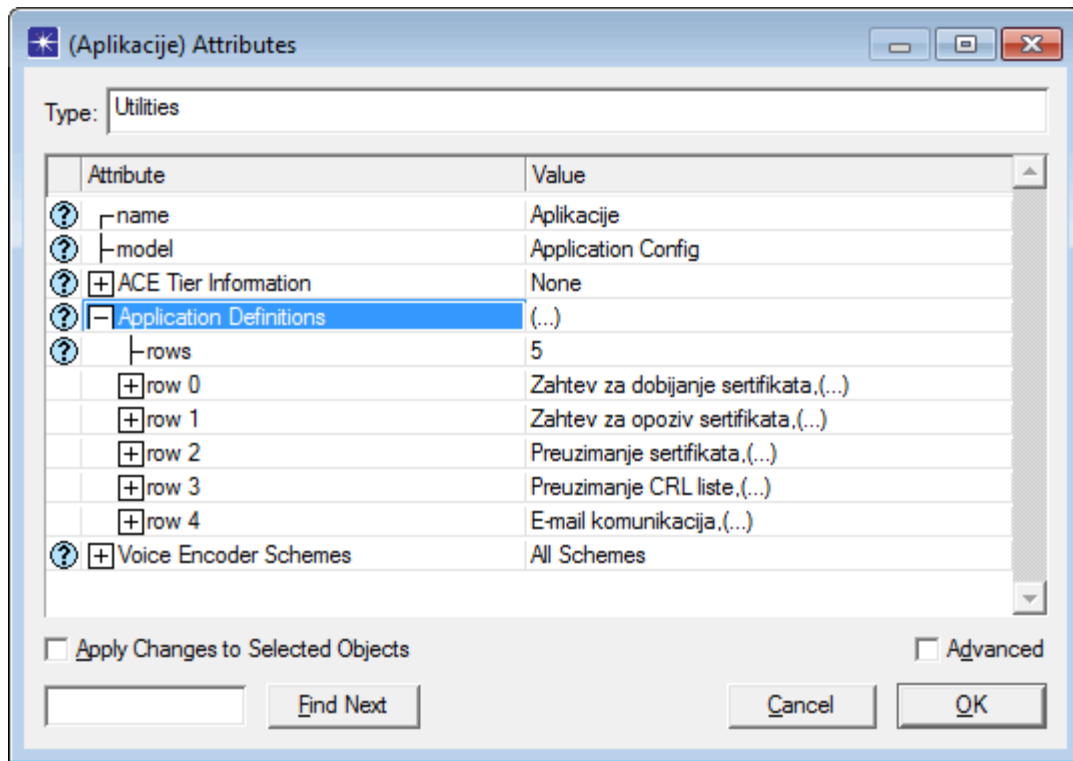 (Aplikacije) Attributes
Type: Utilities
Attribute Value
name Aplikacije
model Application Config
ACE Tier Information None
Application Definitions (...)
rows 5
row 0 Zahtev za dobijanje sertifikata,(...)
row 1 Zahtev za opoziv sertifikata,(...)
row 2 Preuzimanje sertifikata,(...)
row 3 Preuzimanje CRL liste,(...)
row 4 E-mail komunikacija,(...)
Voice Encoder Schemes All Schemes
Apply Changes to Selected Objects Advanced
Find Next Cancel OK